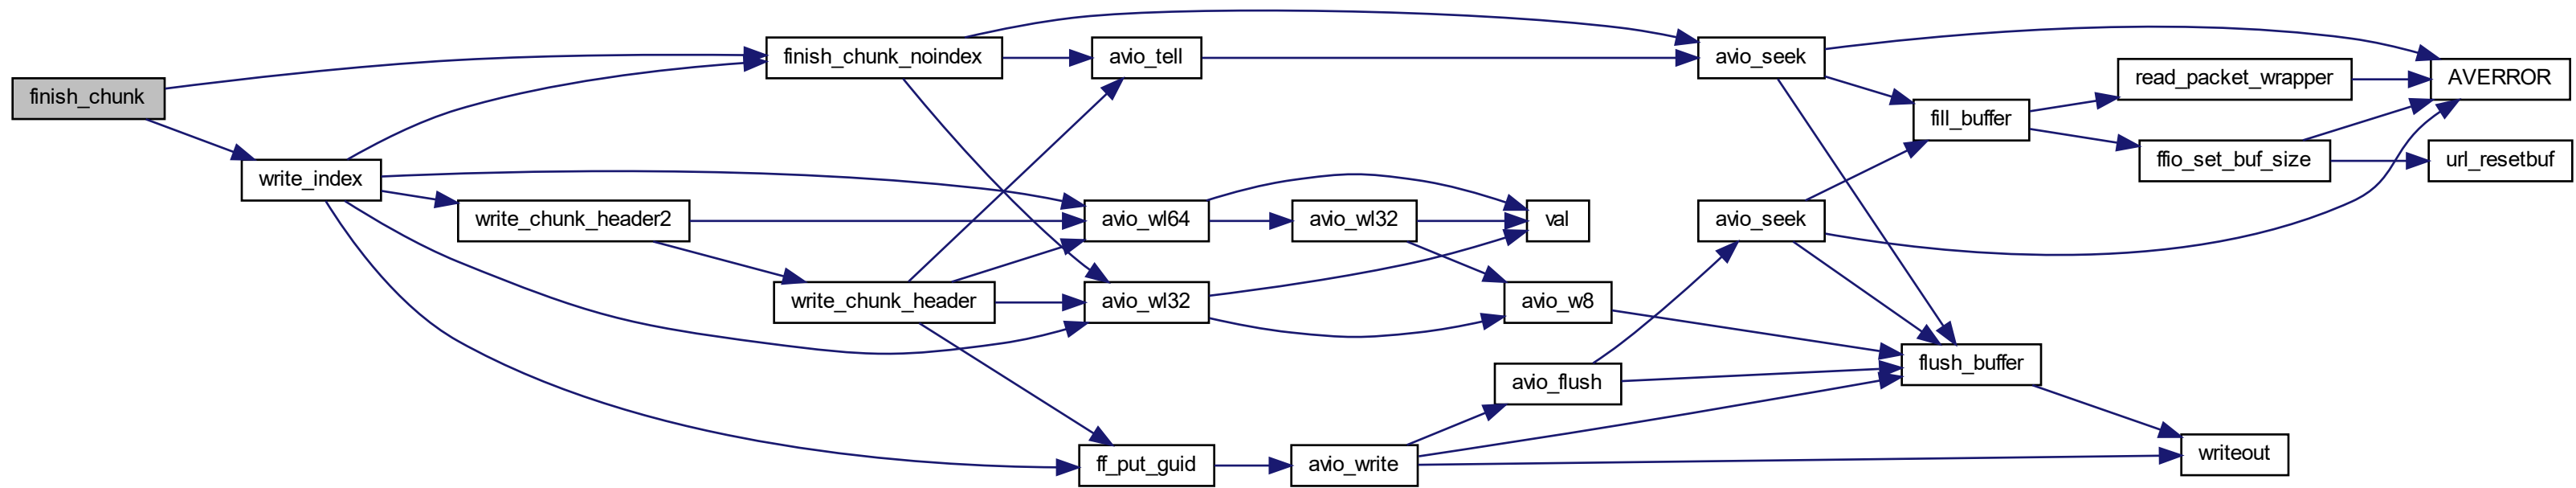 finish_chunk
write_index
write_chunk_header2
finish_chunk_noindex
write_chunk_header
avio_tell
avio_wl64
avio_wl32
ff_put_guid
avio_wl32
avio_write
val
avio_w8
avio_flush
avio_seek
avio_seek
fill_buffer
flush_buffer
read_packet_wrapper
ffio_set_buf_size
writeout
AVERROR
url_resetbuf